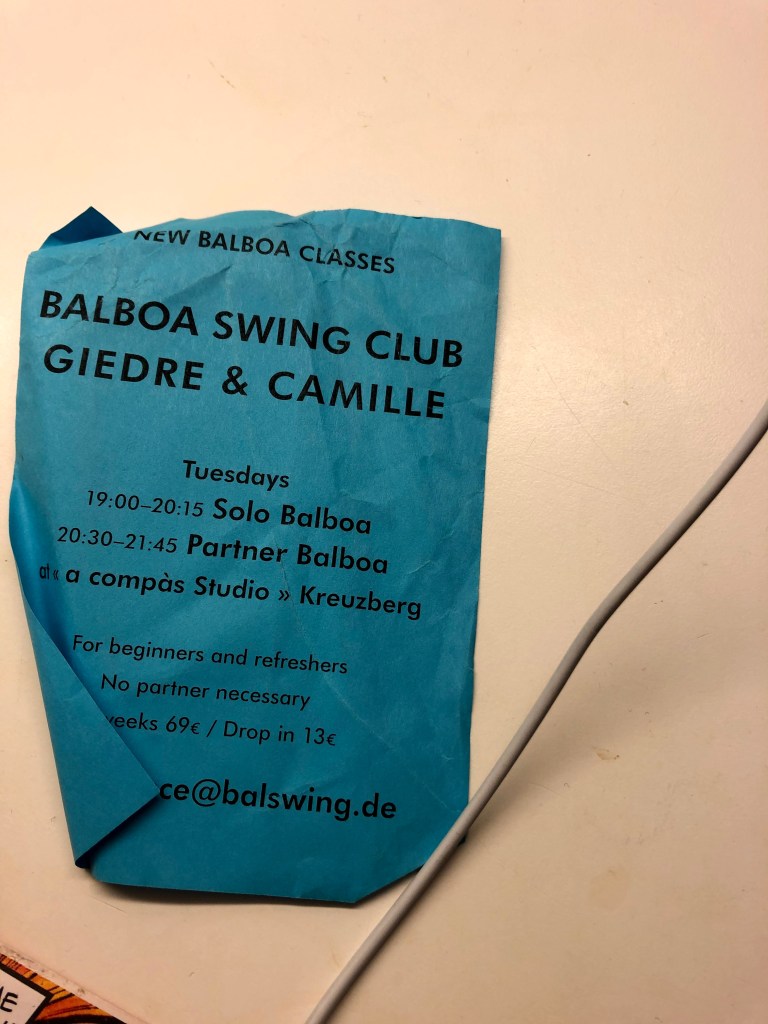 NEW BALBOA CLASSES
BALBOA SWING CLUB
GIEDRE & CAMILLE
Tuesdays
19:00–20:15 Solo Balboa
20:30–21:45 Partner Balboa
at « a compàs Studio » Kreuzberg
For beginners and refreshers
No partner necessary
eeks 69€ / Drop in 13€
ce@balswing.de